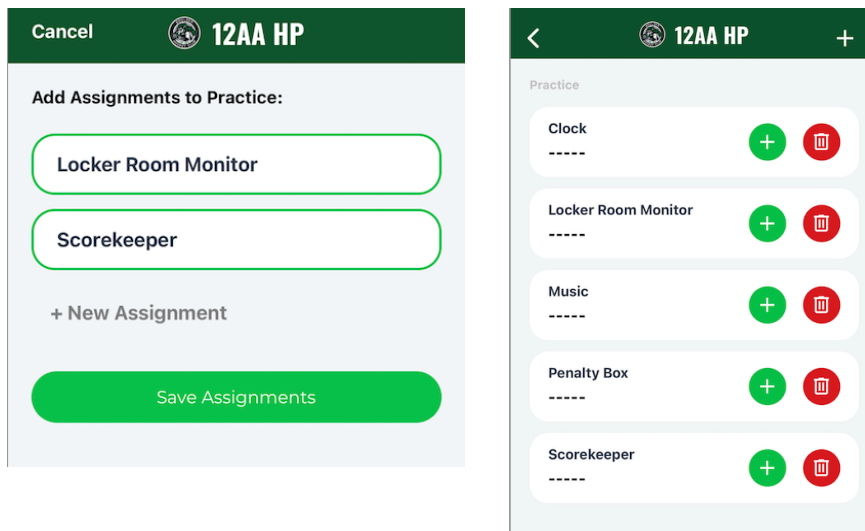 Cancel
12AA HP
Add Assignments to Practice:
Locker Room Monitor
Scorekeeper
+ New Assignment
Save Assignments
12AA HP
+
Practice
Clock
-----
Locker Room Monitor
-----
Music
-----
Penalty Box
-----
Scorekeeper
-----